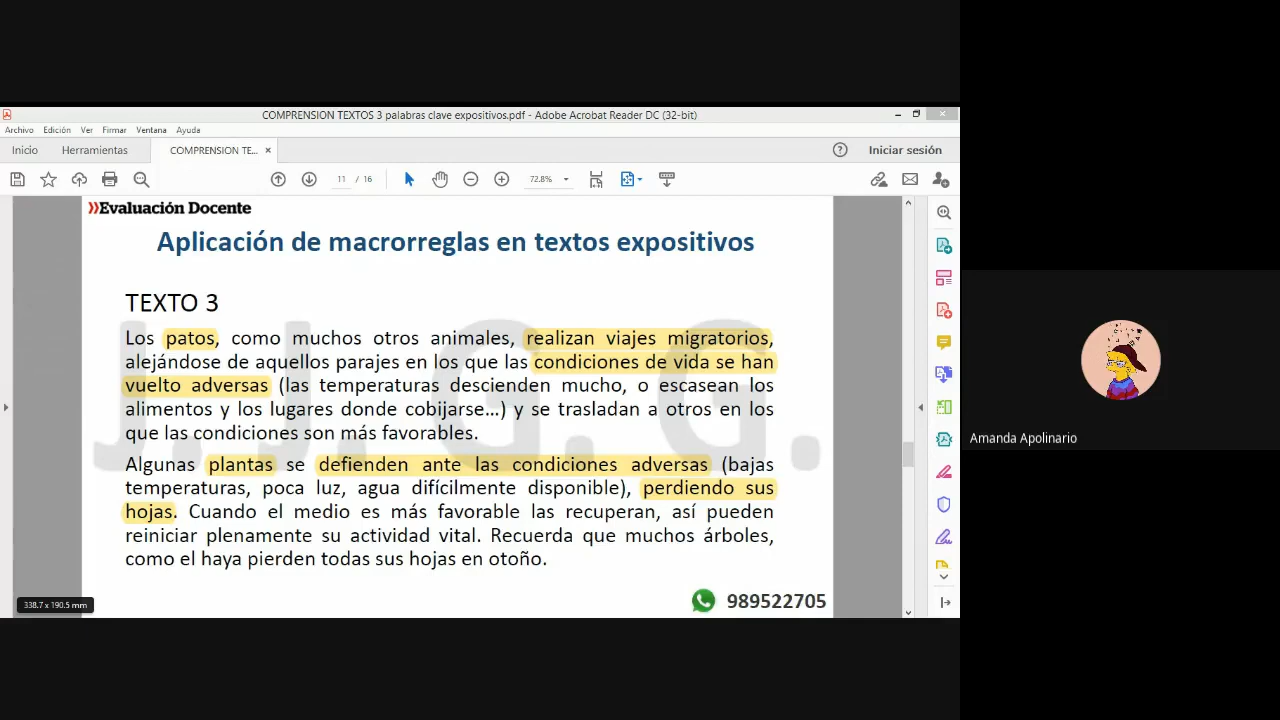 COMPRENSION TEXTOS 3 palabras clave expositivos.pdf - Adobe Acrobat Reader DC (32-bit)
Archivo Edición Ver Firmar Ventana Ayuda
Inicio Herramientas COMPRENSION TE... × Iniciar sesión
11 / 16 72.8%
»Evaluación Docente
Aplicación de macrorreglas en textos expositivos
TEXTO 3
Los patos, como muchos otros animales, realizan viajes migratorios,
alejándose de aquellos parajes en los que las condiciones de vida se han
vuelto adversas (las temperaturas descienden mucho, o escasean los
alimentos y los lugares donde cobijarse...) y se trasladan a otros en los
que las condiciones son más favorables.
Algunas plantas se defienden ante las condiciones adversas (bajas
temperaturas, poca luz, agua difícilmente disponible), perdiendo sus
hojas. Cuando el medio es más favorable las recuperan, así pueden
reiniciar plenamente su actividad vital. Recuerda que muchos árboles,
como el haya pierden todas sus hojas en otoño.
J. J. G. G.
989522705
338.7 x 190.5 mm
Amanda Apolinario